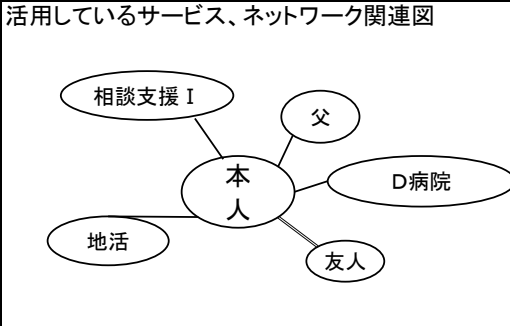 活用しているサービス、ネットワーク関連図
相談支援Ⅰ
父
本
人
D病院
地活
友人